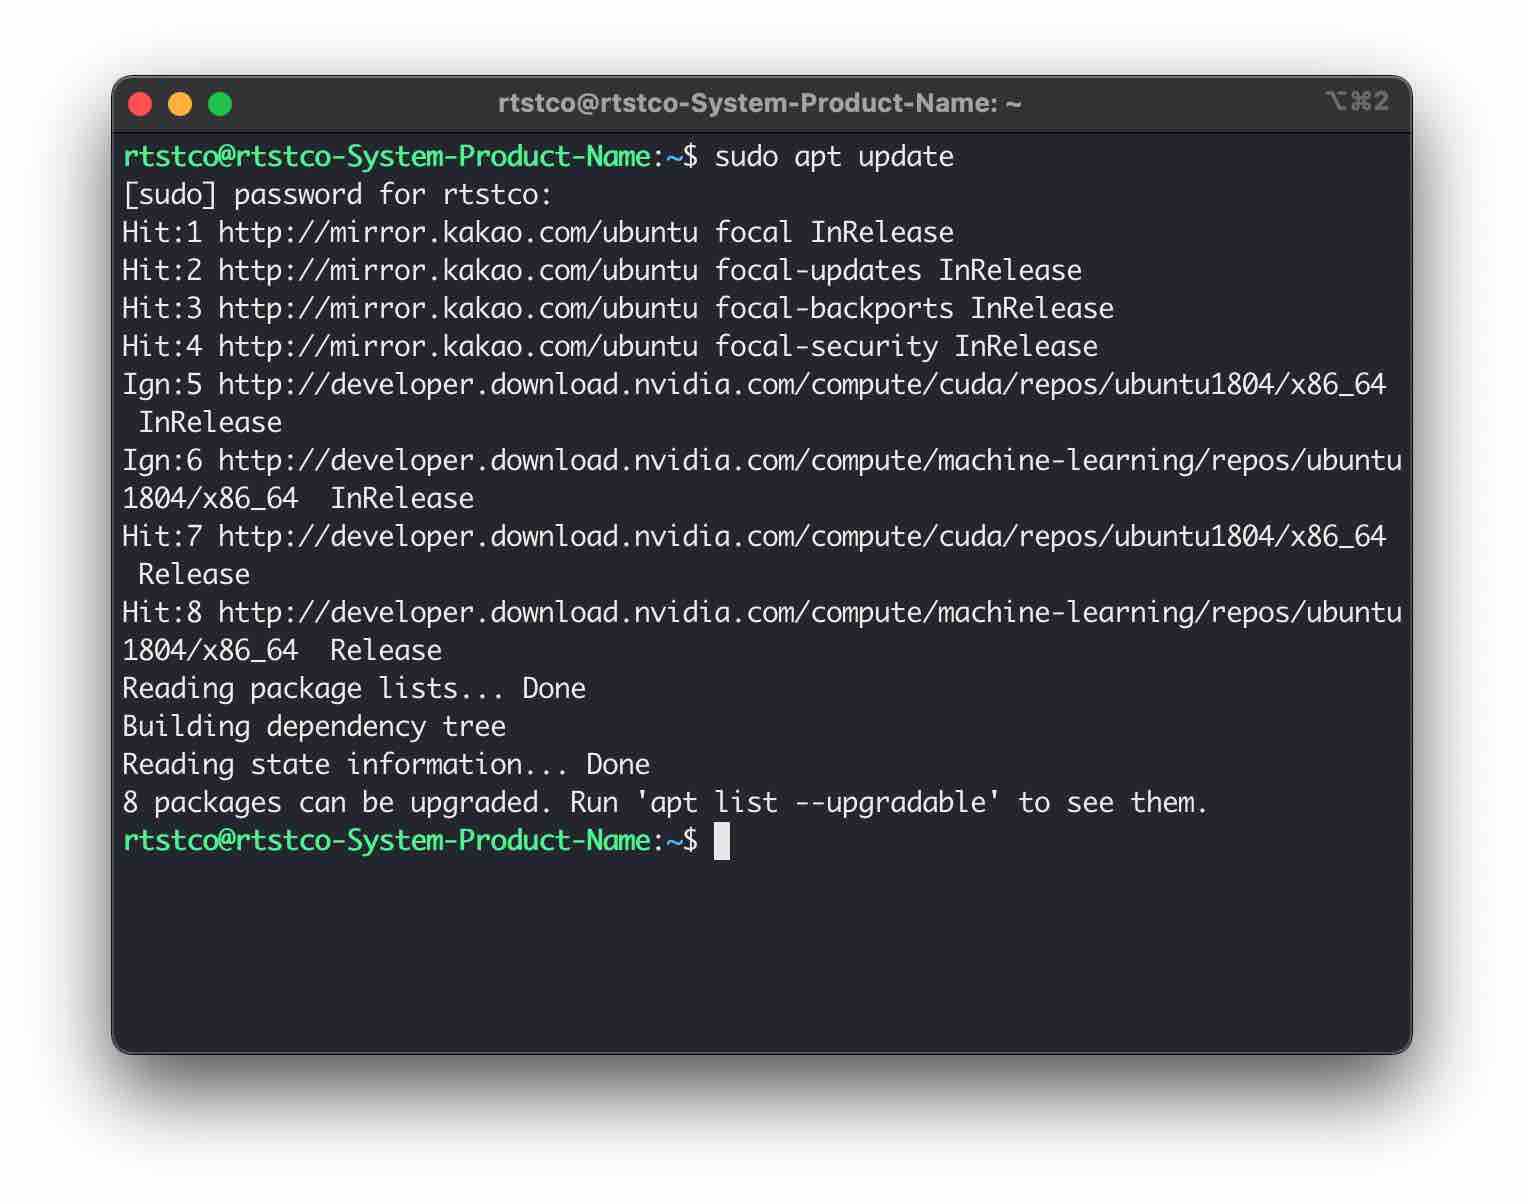 rtstco@rtstco-System-Product-Name: ~
⌥⌘2
rtstco@rtstco-System-Product-Name:~$ sudo apt update
[sudo] password for rtstco:
Hit:1 http://mirror.kakao.com/ubuntu focal InRelease
Hit:2 http://mirror.kakao.com/ubuntu focal-updates InRelease
Hit:3 http://mirror.kakao.com/ubuntu focal-backports InRelease
Hit:4 http://mirror.kakao.com/ubuntu focal-security InRelease
Ign:5 http://developer.download.nvidia.com/compute/cuda/repos/ubuntu1804/x86_64
 InRelease
Ign:6 http://developer.download.nvidia.com/compute/machine-learning/repos/ubuntu
1804/x86_64  InRelease
Hit:7 http://developer.download.nvidia.com/compute/cuda/repos/ubuntu1804/x86_64
 Release
Hit:8 http://developer.download.nvidia.com/compute/machine-learning/repos/ubuntu
1804/x86_64  Release
Reading package lists... Done
Building dependency tree
Reading state information... Done
8 packages can be upgraded. Run 'apt list --upgradable' to see them.
rtstco@rtstco-System-Product-Name:~$